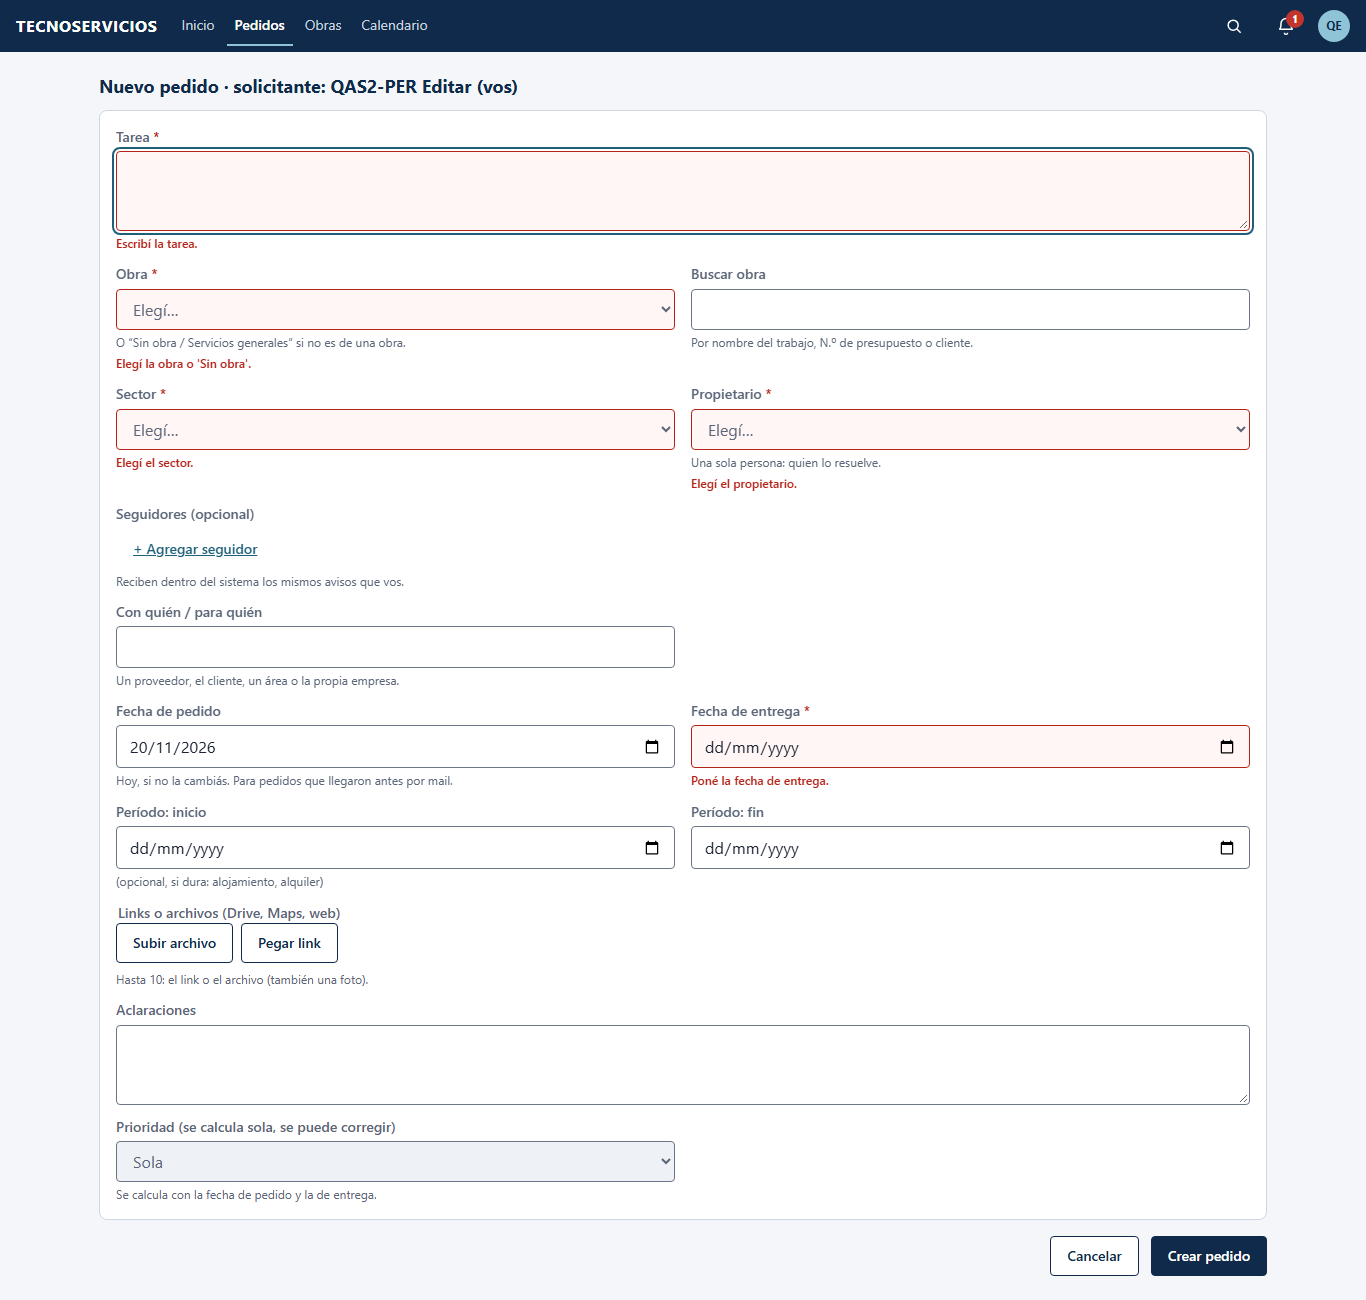 TECNOSERVICIOS Inicio Pedidos Obras Calendario 1 QE
Nuevo pedido · solicitante: QAS2-PER Editar (vos)
Tarea *
Escribí la tarea.
Obra * Buscar obra
Elegí...
O “Sin obra / Servicios generales” si no es de una obra. Por nombre del trabajo, N.º de presupuesto o cliente.
Elegí la obra o 'Sin obra'.
Sector * Propietario *
Elegí... Elegí...
Elegí el sector. Una sola persona: quien lo resuelve.
Elegí el propietario.
Seguidores (opcional)
+ Agregar seguidor
Reciben dentro del sistema los mismos avisos que vos.
Con quién / para quién
Un proveedor, el cliente, un área o la propia empresa.
Fecha de pedido Fecha de entrega *
20/11/2026 dd/mm/yyyy
Hoy, si no la cambiás. Para pedidos que llegaron antes por mail. Poné la fecha de entrega.
Período: inicio Período: fin
dd/mm/yyyy dd/mm/yyyy
(opcional, si dura: alojamiento, alquiler)
Links o archivos (Drive, Maps, web)
Subir archivo Pegar link
Hasta 10: el link o el archivo (también una foto).
Aclaraciones
Prioridad (se calcula sola, se puede corregir)
Sola
Se calcula con la fecha de pedido y la de entrega.
Cancelar Crear pedido